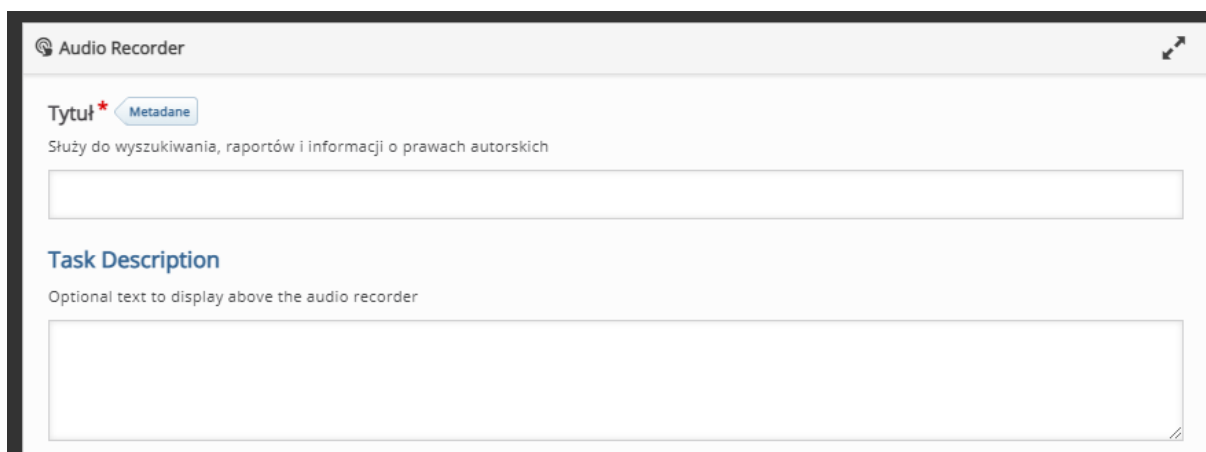 Audio Recorder
Tytuł * Metadane
Służy do wyszukiwania, raportów i informacji o prawach autorskich
Task Description
Optional text to display above the audio recorder